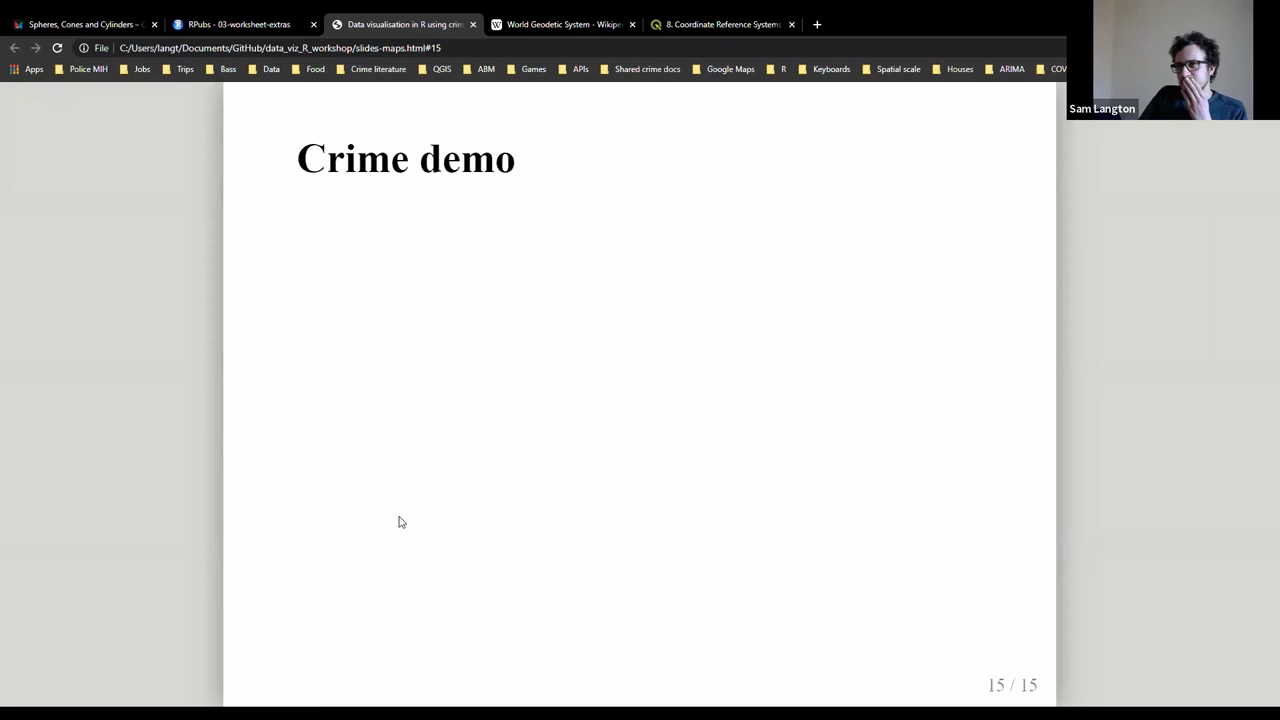 Spheres, Cones and Cylinders –
RPubs - 03-worksheet-extras
Data visualisation in R using crim
World Geodetic System - Wikipe
8. Coordinate Reference Systems
File C:/Users/langt/Documents/GitHub/data_viz_R_workshop/slides-maps.html#15
Apps Police MIH Jobs Trips Bass Data Food Crime literature QGIS ABM Games APIs Shared crime docs Google Maps R Keyboards Spatial scale Houses ARIMA COV
Sam Langton
Crime demo
15 / 15